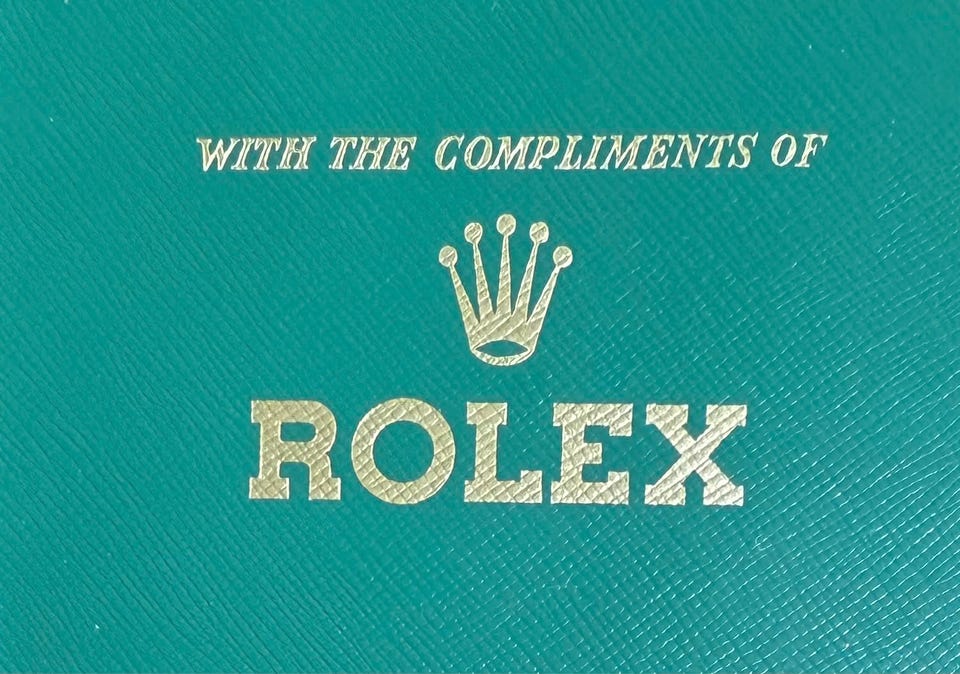 WITH THE COMPLIMENTS OF
ROLEX